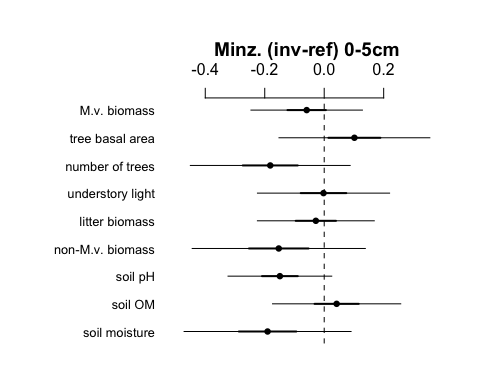 Minz. (inv-ref) 0-5cm
-0.4 -0.2 0.0 0.2
M.v. biomass
tree basal area
number of trees
understory light
litter biomass
non-M.v. biomass
soil pH
soil OM
soil moisture